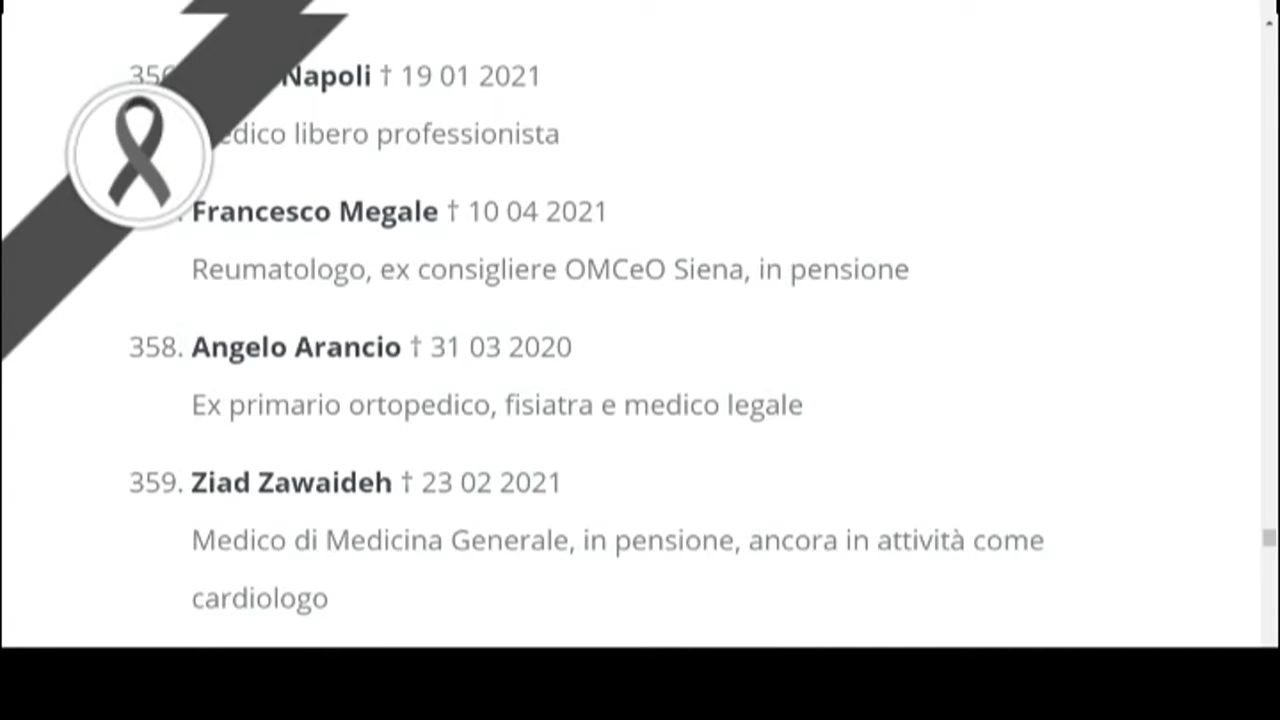 Napoli † 19 01 2021
dico libero professionista
Francesco Megale † 10 04 2021
Reumatologo, ex consigliere OMCeO Siena, in pensione
358. Angelo Arancio † 31 03 2020
Ex primario ortopedico, fisiatra e medico legale
359. Ziad Zawaideh † 23 02 2021
Medico di Medicina Generale, in pensione, ancora in attività come
cardiologo